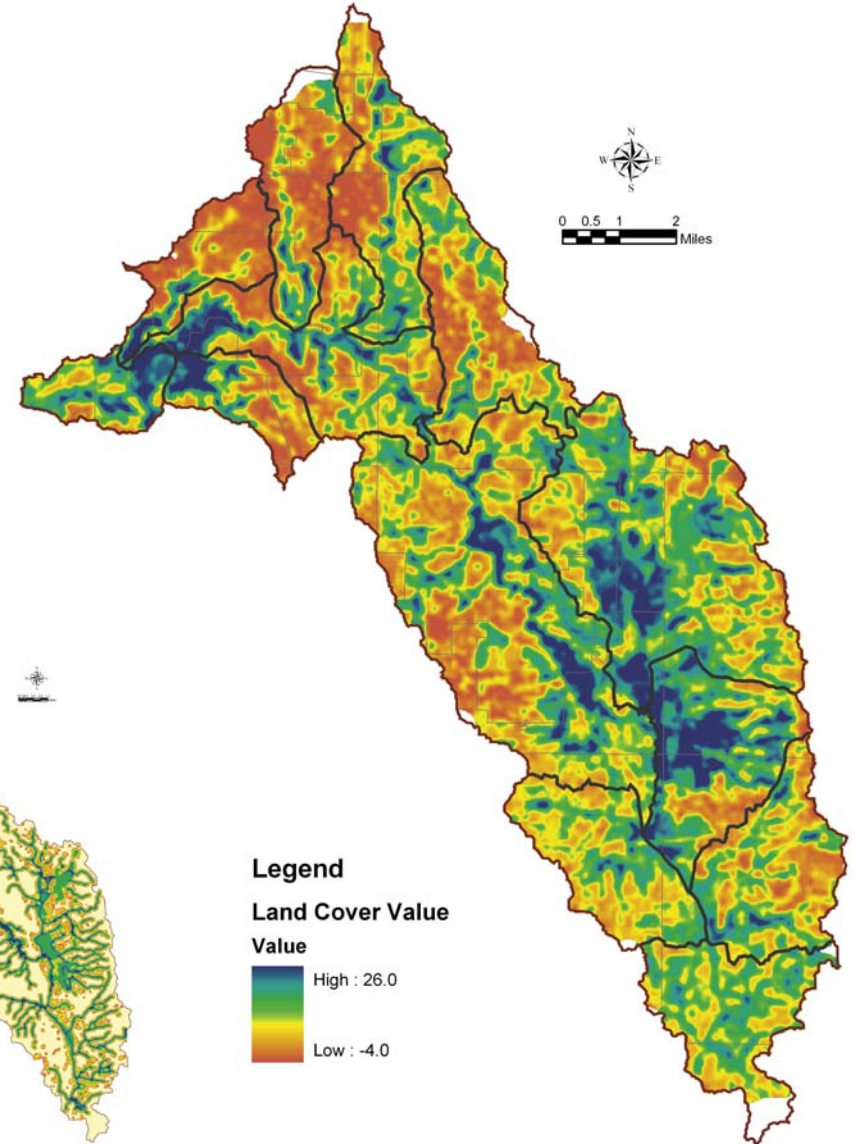 N
W E
S
0 0.5 1 2
Miles
Legend
Land Cover Value
Value
High : 26.0
Low : -4.0